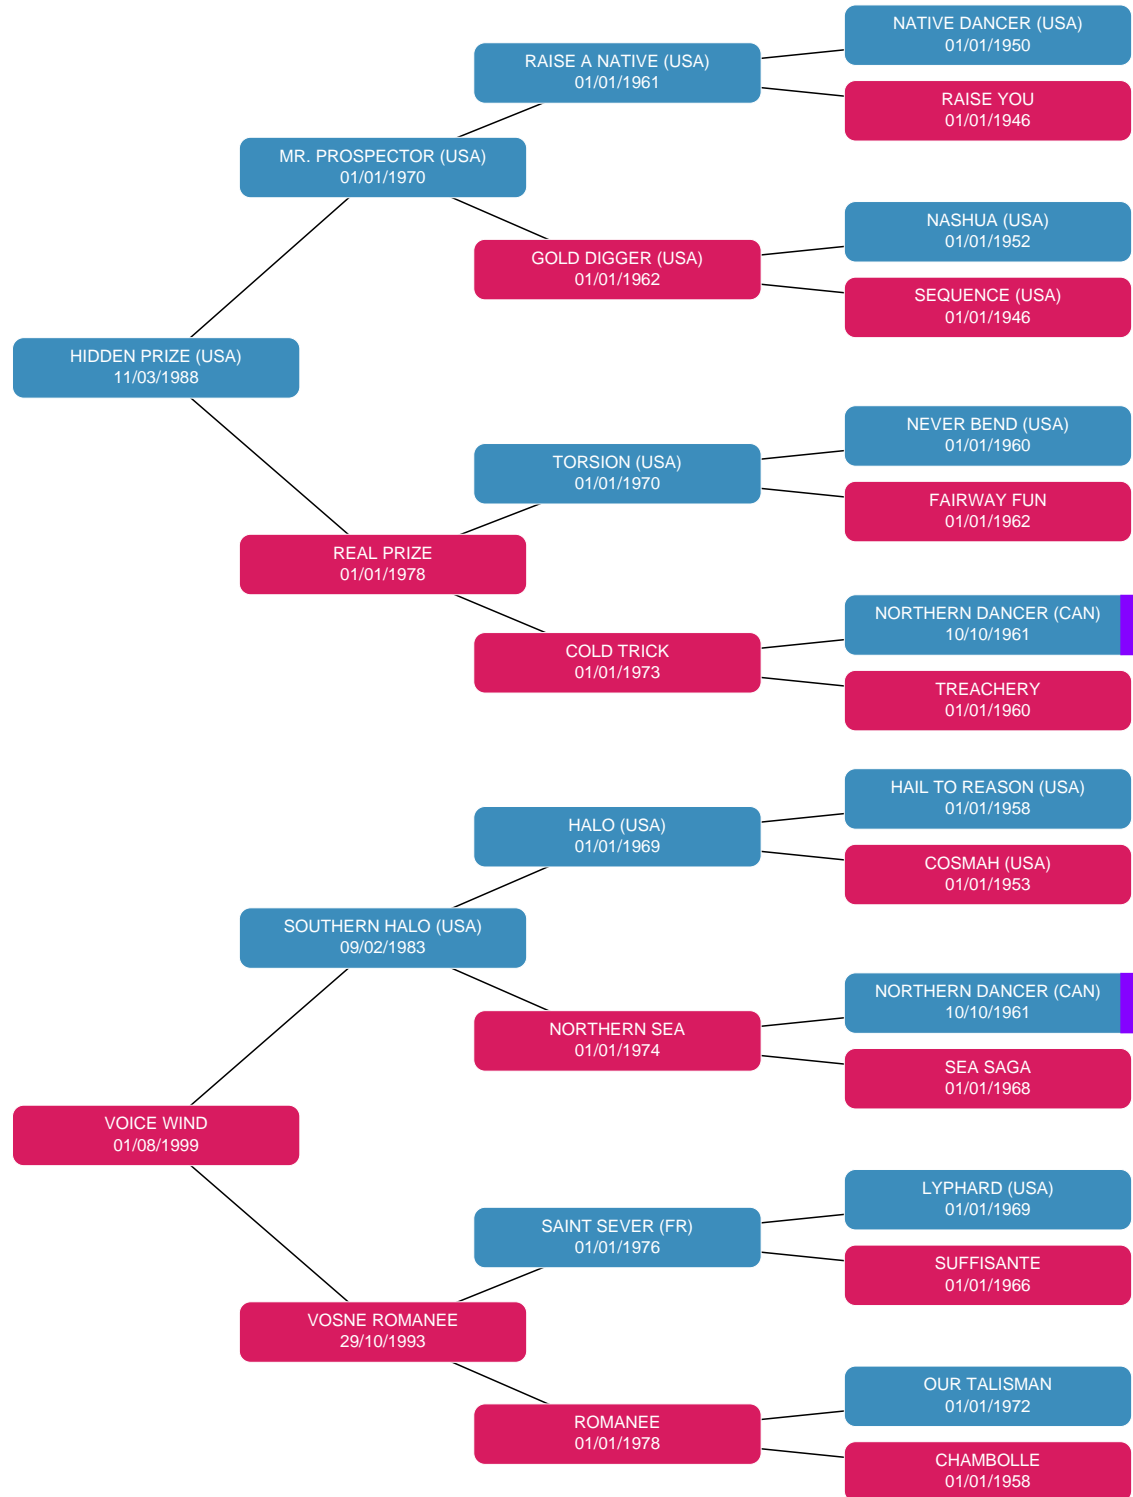 NATIVE DANCER (USA)
01/01/1950
RAISE A NATIVE (USA)
01/01/1961
RAISE YOU
01/01/1946
MR. PROSPECTOR (USA)
01/01/1970
NASHUA (USA)
01/01/1952
GOLD DIGGER (USA)
01/01/1962
SEQUENCE (USA)
01/01/1946
HIDDEN PRIZE (USA)
11/03/1988
NEVER BEND (USA)
01/01/1960
TORSION (USA)
01/01/1970
FAIRWAY FUN
01/01/1962
REAL PRIZE
01/01/1978
NORTHERN DANCER (CAN)
10/10/1961
COLD TRICK
01/01/1973
TREACHERY
01/01/1960
HAIL TO REASON (USA)
01/01/1958
HALO (USA)
01/01/1969
COSMAH (USA)
01/01/1953
SOUTHERN HALO (USA)
09/02/1983
NORTHERN DANCER (CAN)
10/10/1961
NORTHERN SEA
01/01/1974
SEA SAGA
01/01/1968
VOICE WIND
01/08/1999
LYPHARD (USA)
01/01/1969
SAINT SEVER (FR)
01/01/1976
SUFFISANTE
01/01/1966
VOSNE ROMANEE
29/10/1993
OUR TALISMAN
01/01/1972
ROMANEE
01/01/1978
CHAMBOLLE
01/01/1958